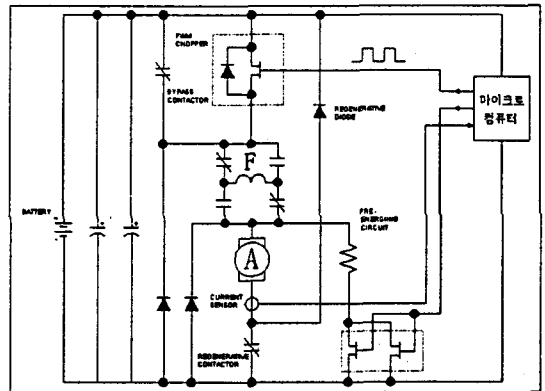 PWM
CHOPPER
BYPASS
CONTACTOR
REGENERATIVE
DIODE
마이크로
컴퓨터
F
BATTERY
PRE-
ENERGING
CIRCUIT
A
CURRENT
SENSOR
REGENERATIVE
CONTACTOR